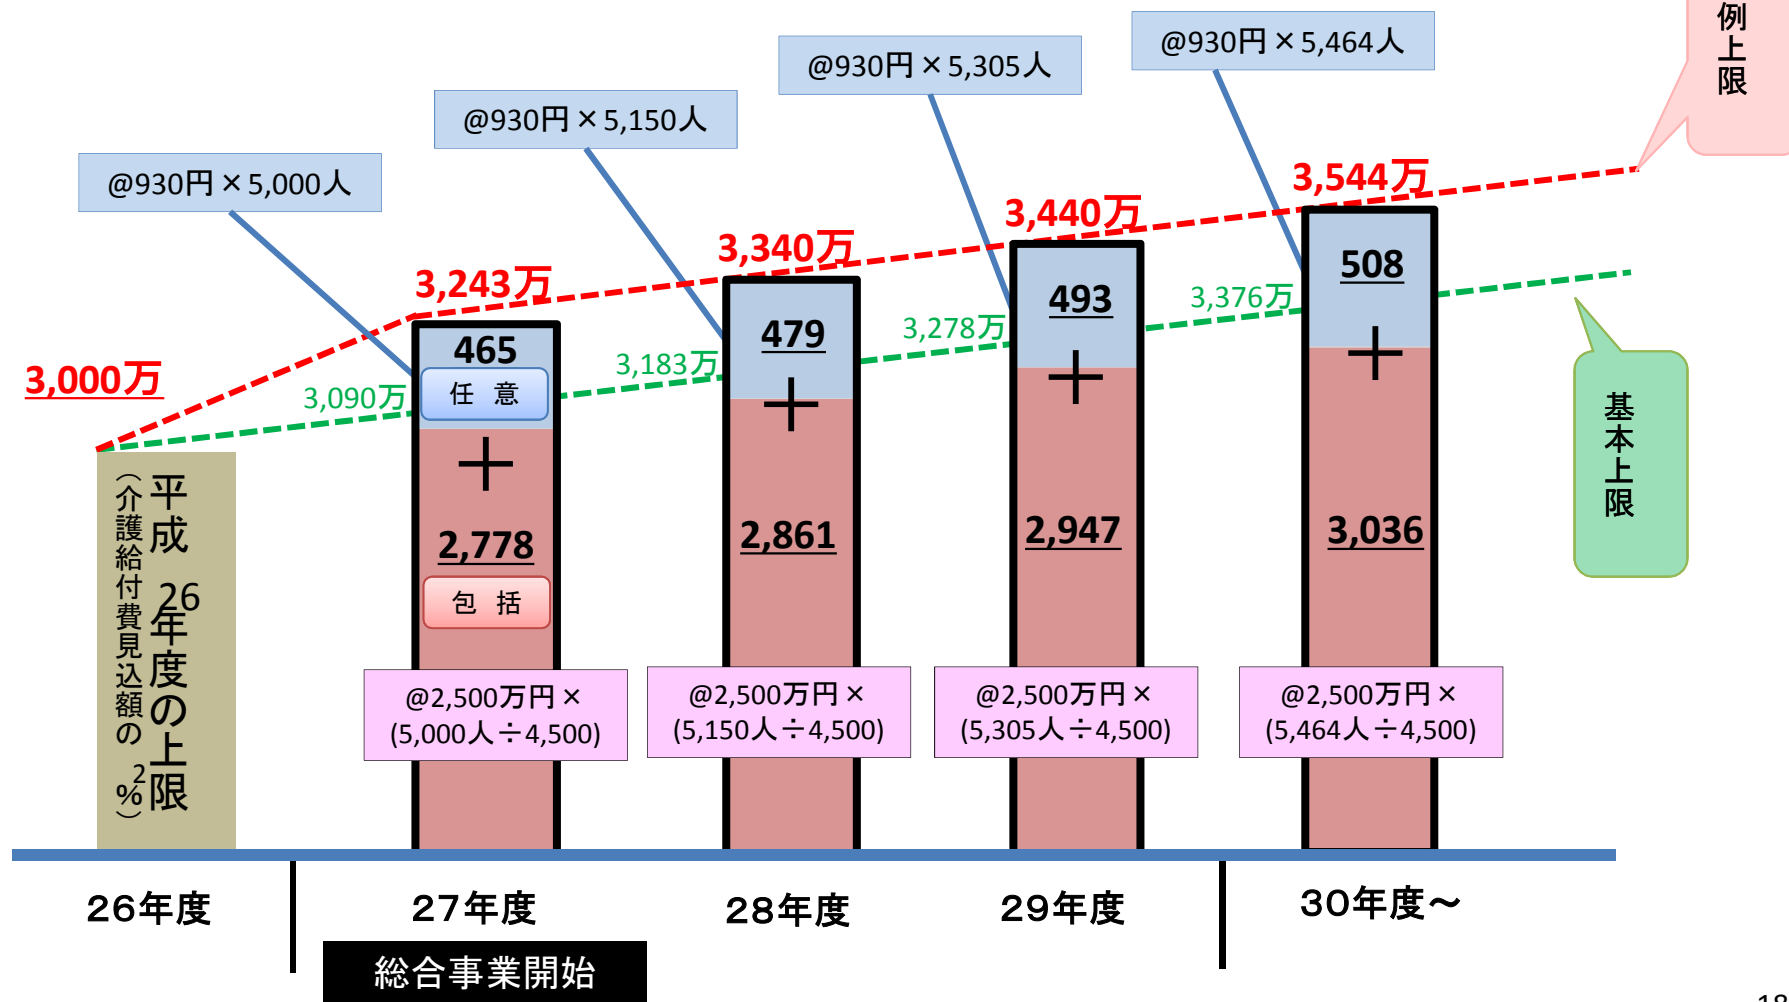 例上限
@930円×5,464人
@930円×5,305人
@930円×5,150人
@930円×5,000人
3,544万
3,440万
3,340万
3,243万
3,000万
3,376万
3,278万
3,183万
3,090万
465
任 意
2,778
包 括
479
2,861
493
2,947
508
3,036
基本上限
平成26年度の上限
（介護給付費見込額の2%）
@2,500万円×
(5,000人÷4,500)
@2,500万円×
(5,150人÷4,500)
@2,500万円×
(5,305人÷4,500)
@2,500万円×
(5,464人÷4,500)
26年度
27年度
28年度
29年度
30年度～
総合事業開始